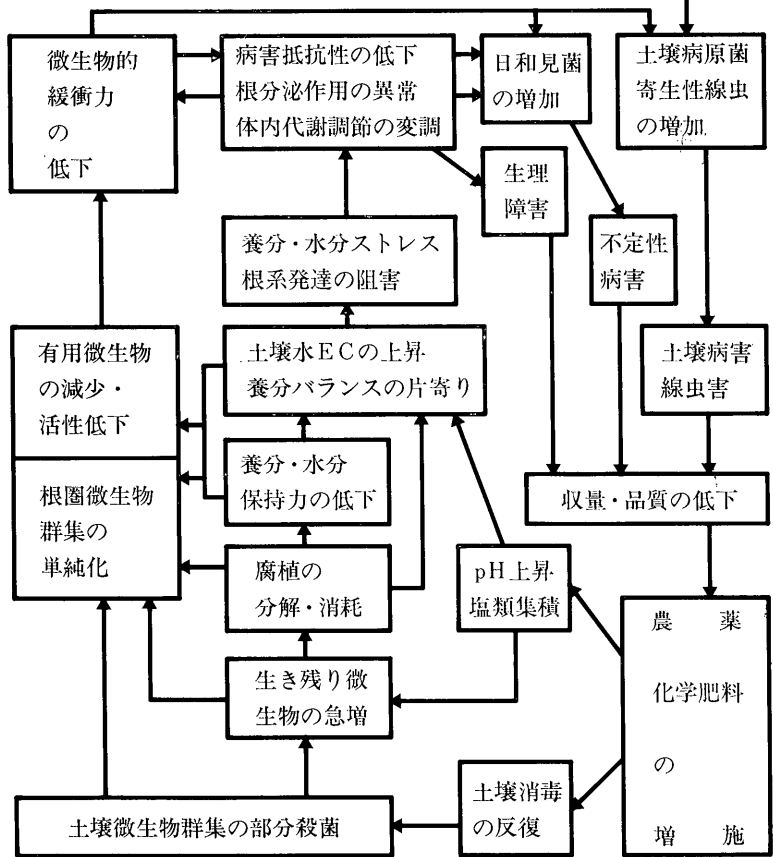 微生物的
緩衝力
の
低下
病害抵抗性の低下
根分泌作用の異常
体内代謝調節の変調
日和見菌
の増加
土壌病原菌
寄生性線虫
の増加
生理
障害
養分・水分ストレス
根系発達の阻害
不定性
病害
有用微生物
の減少・
活性低下
土壌水ECの上昇
養分バランスの片寄り
土壌病害
線虫害
根圏微生物
群集の
単純化
養分・水分
保持力の低下
収量・品質の低下
腐植の
分解・消耗
pH上昇
塩類集積
農薬
化学肥料
の
増施
生き残り微
生物の急増
土壌消毒
の反復
土壌微生物群集の部分殺菌